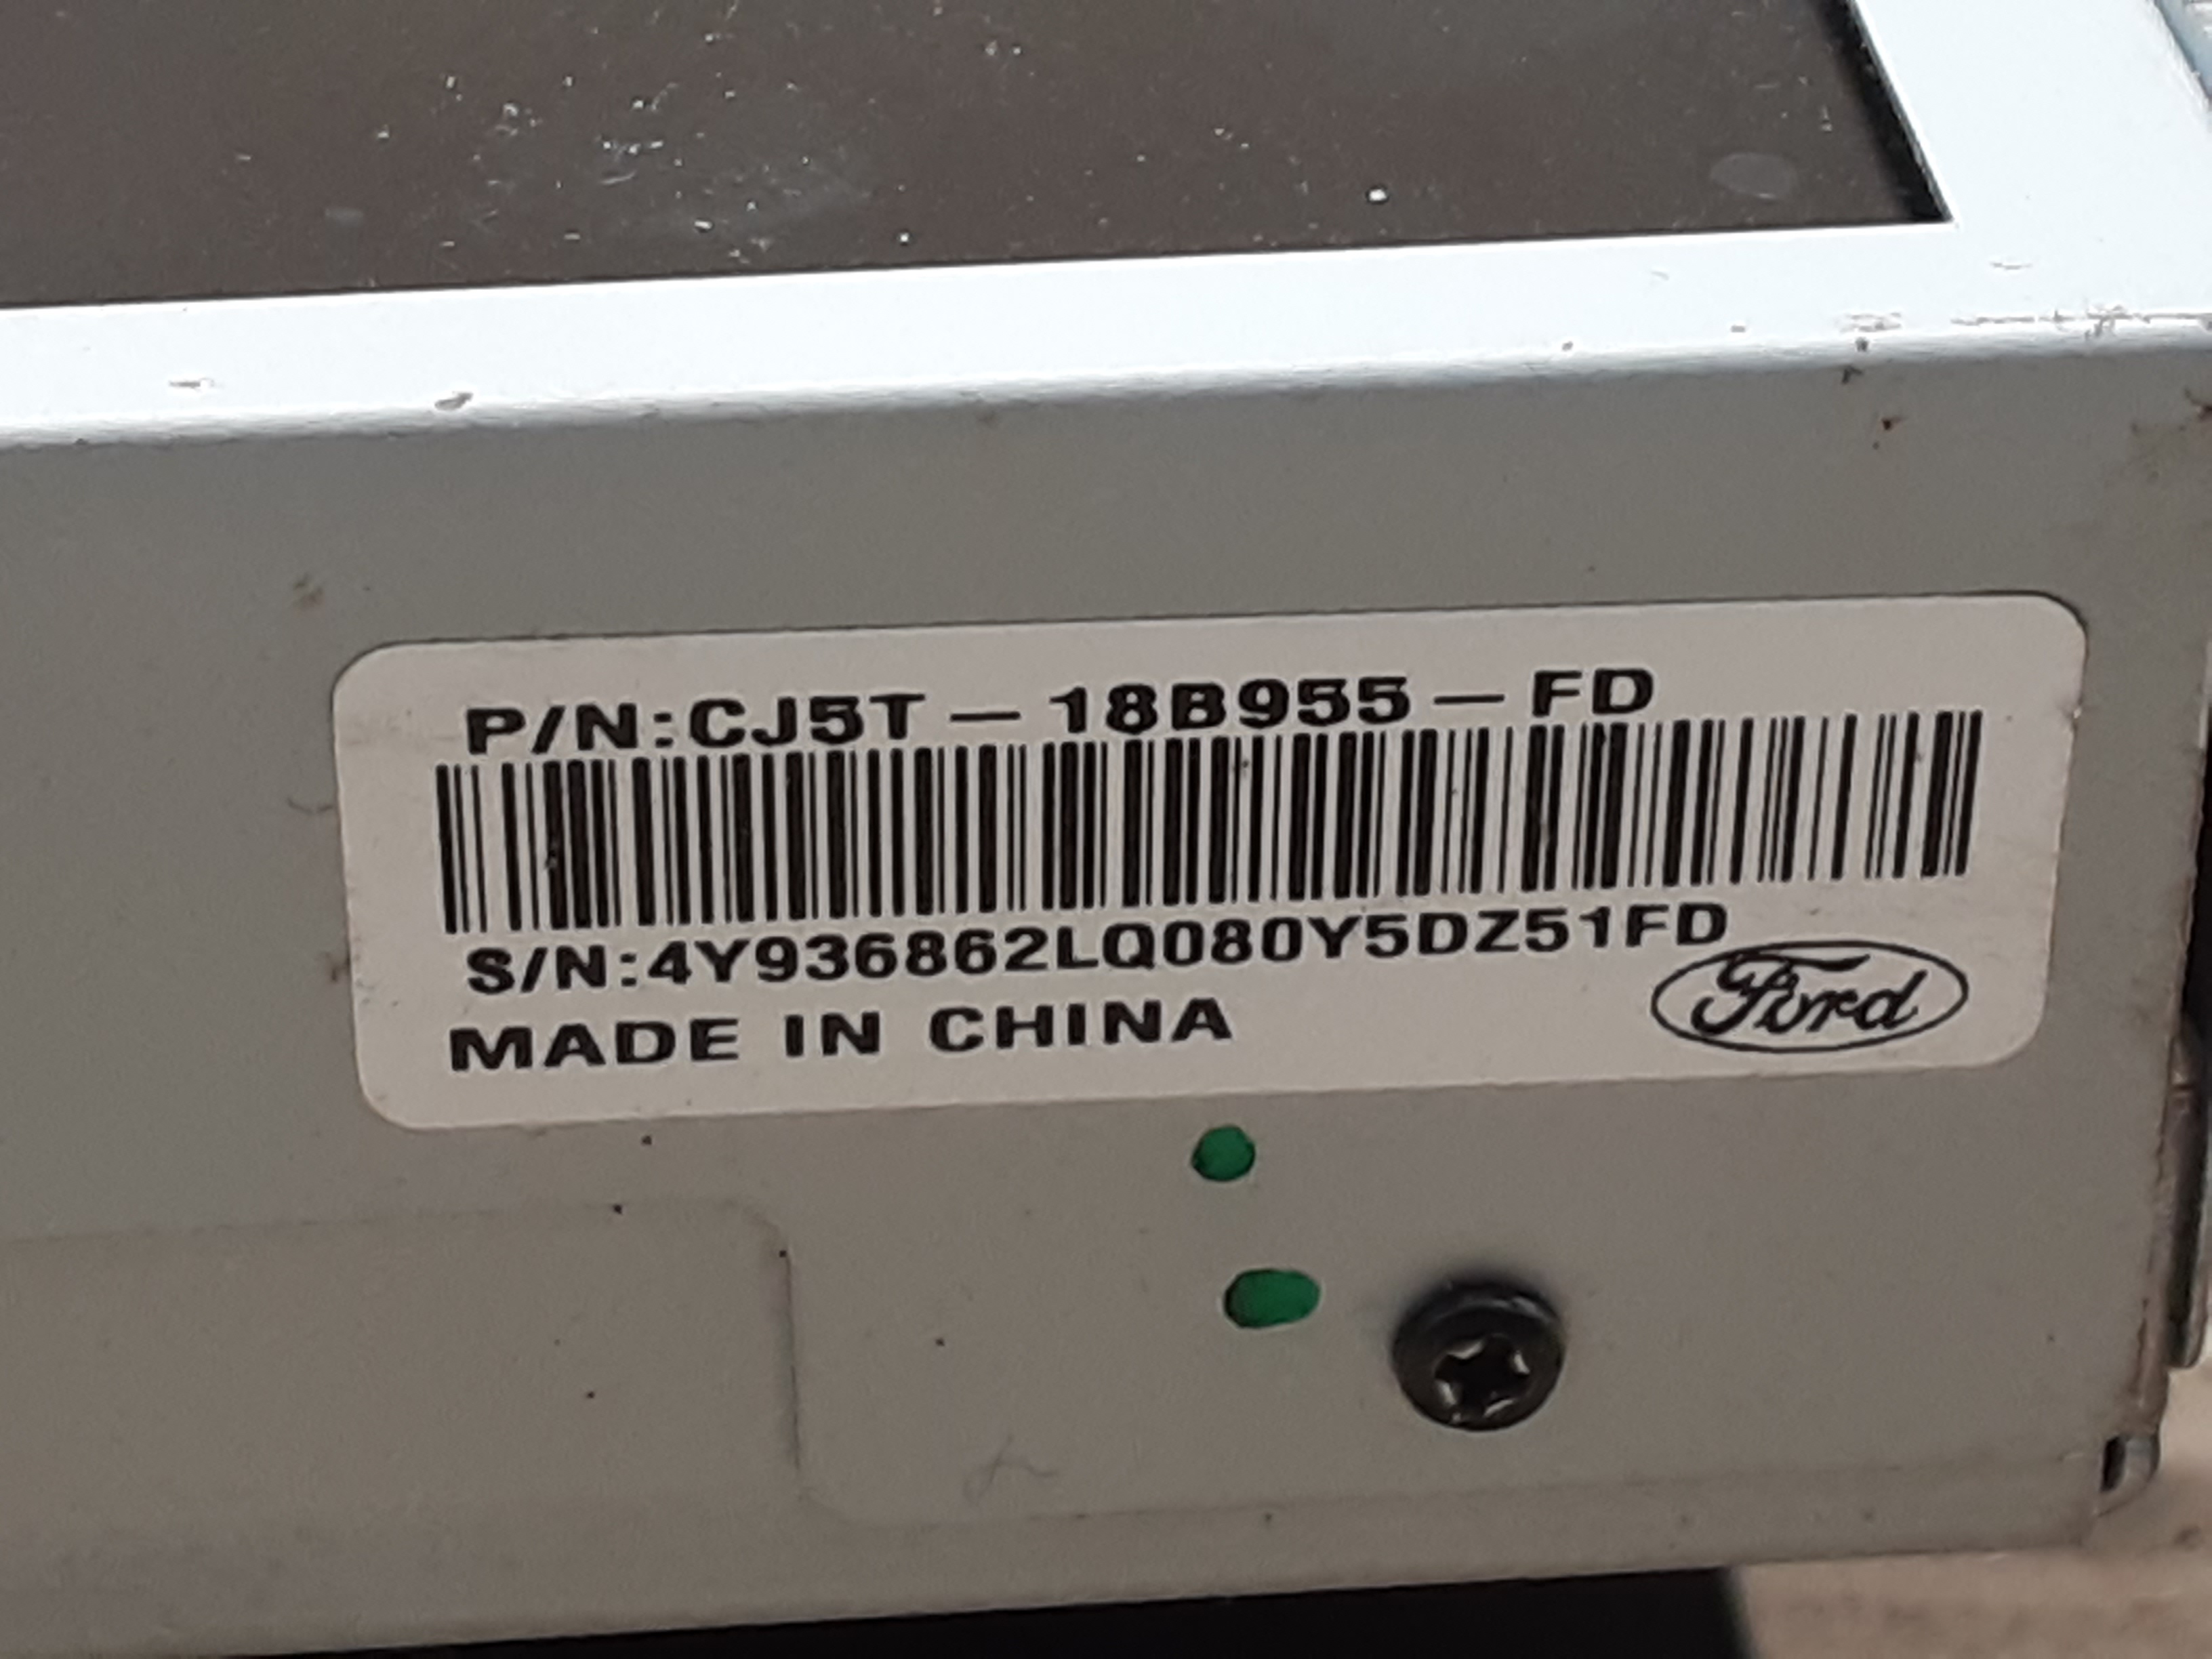 P/N:CJ5T-18B955-FD
S/N:4Y936862LQ080Y5DZ51FD
MADE IN CHINA
Ford